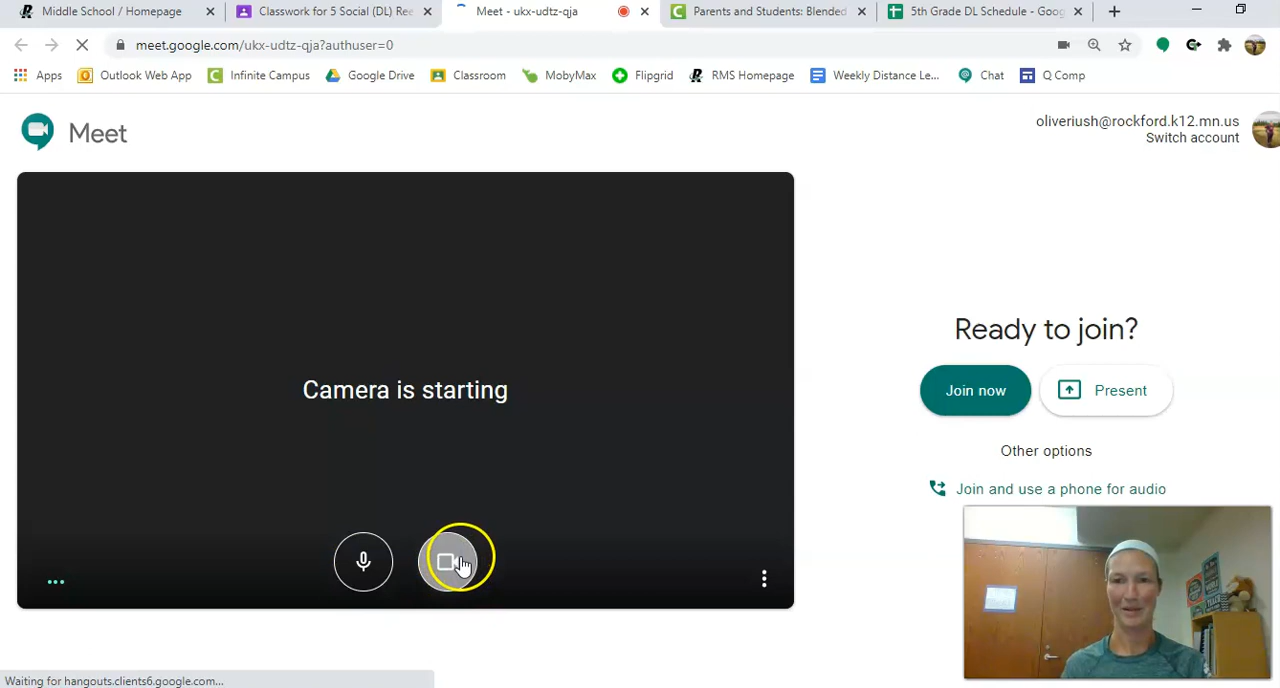 Middle School / Homepage
Classwork for 5 Social (DL) Ree
Meet - ukx-udtz-qja
Parents and Students: Blended
5th Grade DL Schedule - Goog
meet.google.com/ukx-udtz-qja?authuser=0
Apps
Outlook Web App
Infinite Campus
Google Drive
Classroom
MobyMax
Flipgrid
RMS Homepage
Weekly Distance Le...
Chat
Q Comp
Meet
oliveriush@rockford.k12.mn.us
Switch account
Camera is starting
Ready to join?
Join now
Present
Other options
Join and use a phone for audio
Waiting for hangouts.clients6.google.com...